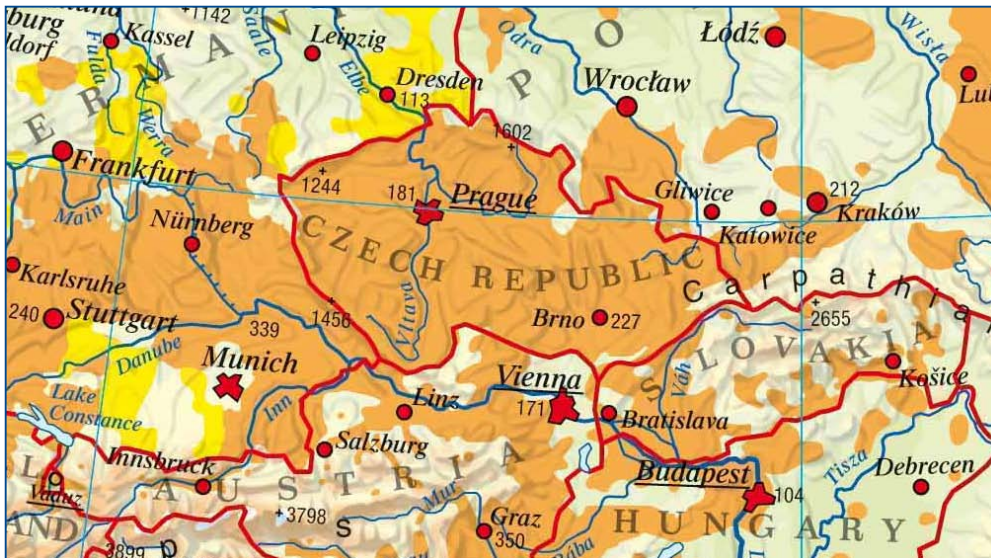 1142
Kassel
Leipzig
Saale
Fulda
Werra
Elbe
Dresden
113
Odra
Wrocław
Łódź
Wisła
P O
E R M A N
Frankfurt
Main
Nürnberg
1244
181
Prague
1602
Gliwice
Katowice
212
Kraków
CZECH REPUBLIC
Karlsruhe
240
Stuttgart
Danube
339
1456
Vltava
Brno
227
Carpathia
2655
SLOVAKIA
Košice
Munich
Lake
Constance
Inn
Linz
Vienna
171
Váh
Bratislava
Salzburg
Innsbruck
Vaduz
AUSTRIA
3798
Mur
Graz
350
Rába
Budapest
104
HUNGARY
Tisza
Debrecen
3899